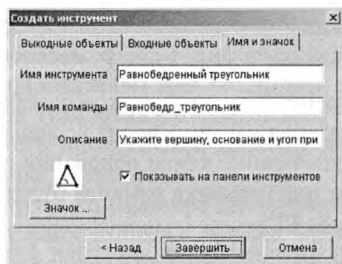 Создать инструмент
Выходные объекты Входные объекты Имя и значок
Имя инструмента Равнобедренный треугольник
Имя команды Равнобедр_треугольник
Описание Укажите вершину, основание и угол при
Показывать на панели инструментов
Значок ...
< Назад Завершить Отмена